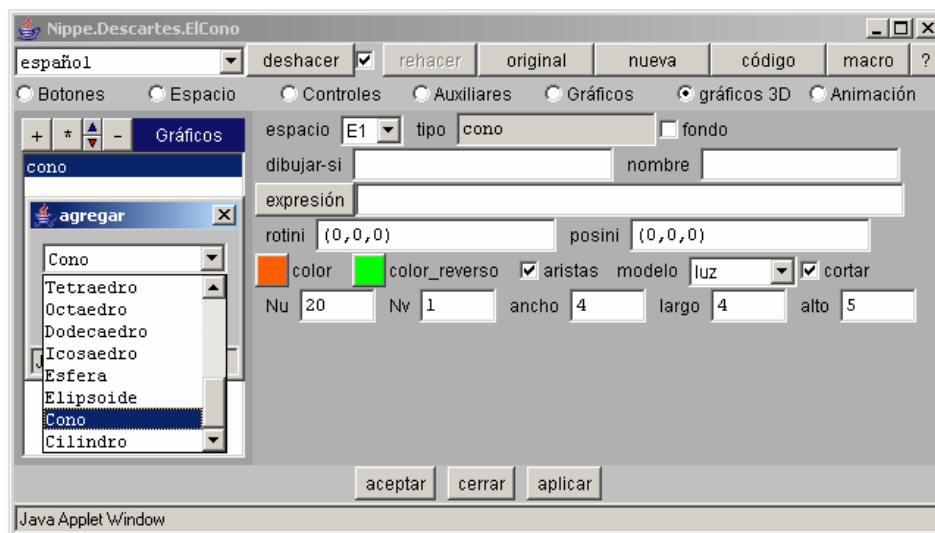 Nippe.Descartes.ElCono
español deshacer rehacer original nueva código macro ?
Botones Espacio Controles Auxiliares Gráficos gráficos 3D Animación
+ * - Gráficos
espacio E1 tipo cono fondo
cono
dibujar-si nombre
expresión
agregar
rotini (0,0,0) posini (0,0,0)
Cono
color color_reverso aristas modelo luz cortar
Tetraedro
Nu 20 Nv 1 ancho 4 largo 4 alto 5
Octaedro
Dodecaedro
Icosaedro
Esfera
Elipsoide
Cono
Cilindro
aceptar cerrar aplicar
Java Applet Window